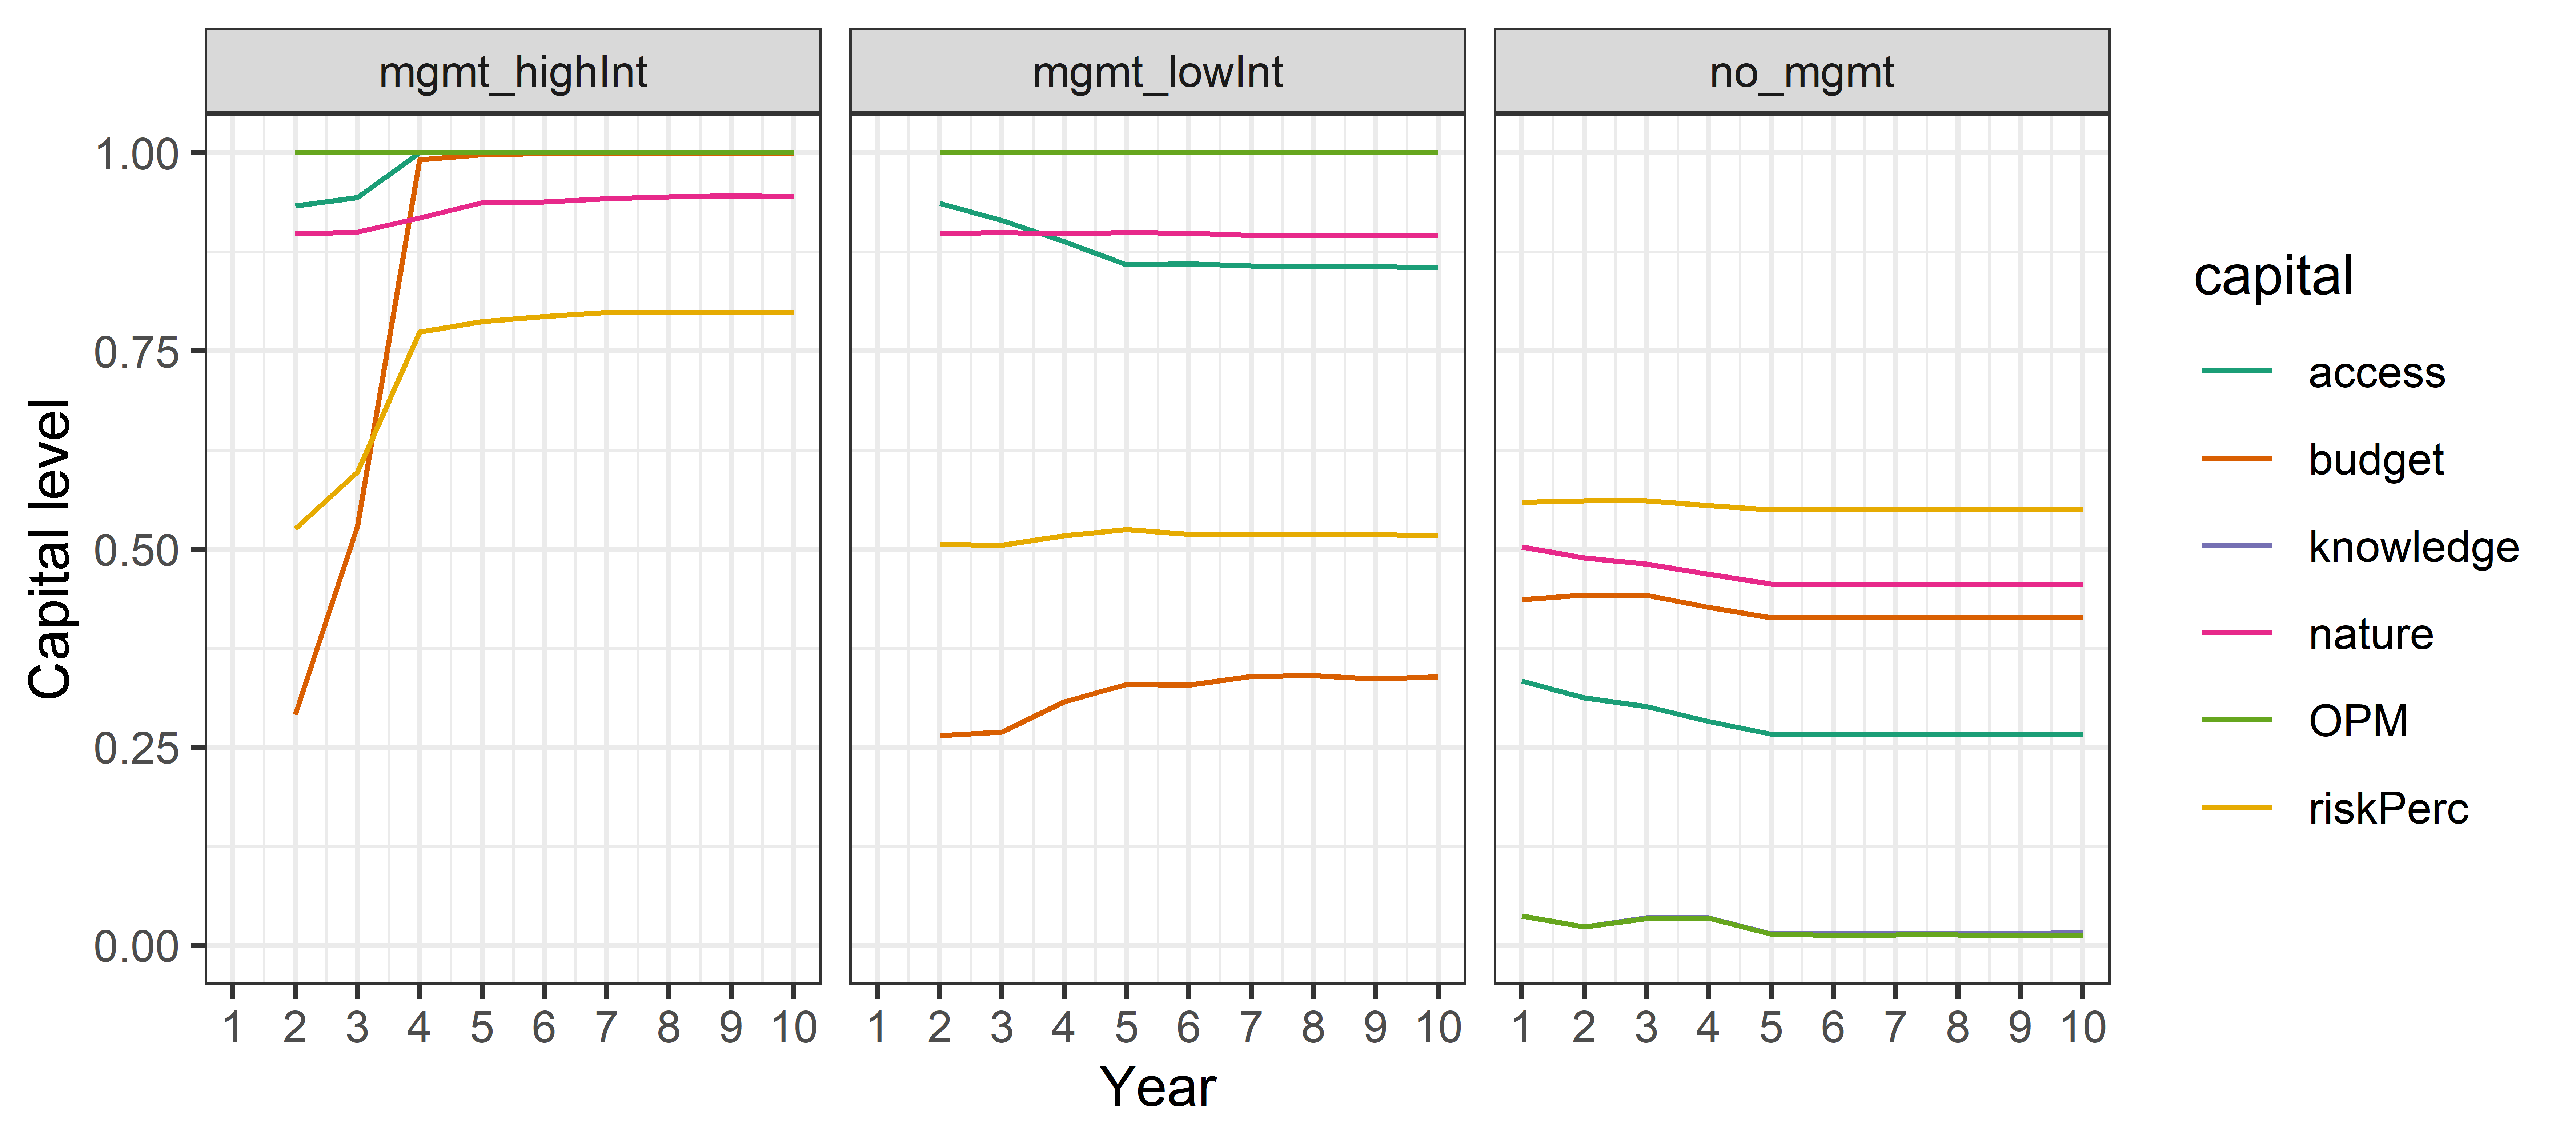 mgmt_highInt mgmt_lowInt no_mgmt
Capital level
1.00
0.75
0.50
0.25
0.00
1 2 3 4 5 6 7 8 9 10 1 2 3 4 5 6 7 8 9 10 1 2 3 4 5 6 7 8 9 10
Year
capital
access
budget
knowledge
nature
OPM
riskPerc